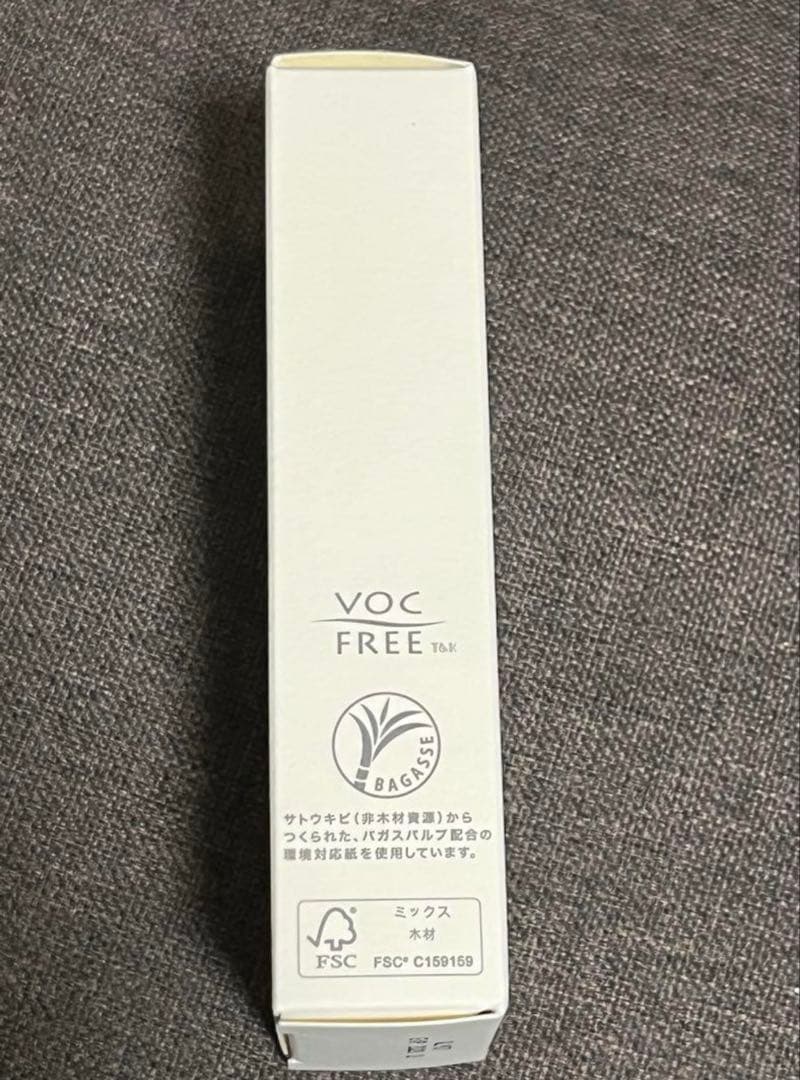 VOC
FREE T&K
BAGASSE
サトウキビ(非木材資源)から
つくられた、バガスパルプ配合の
環境対応紙を使用しています。
FSC®
ミックス
木材
FSC® C159159